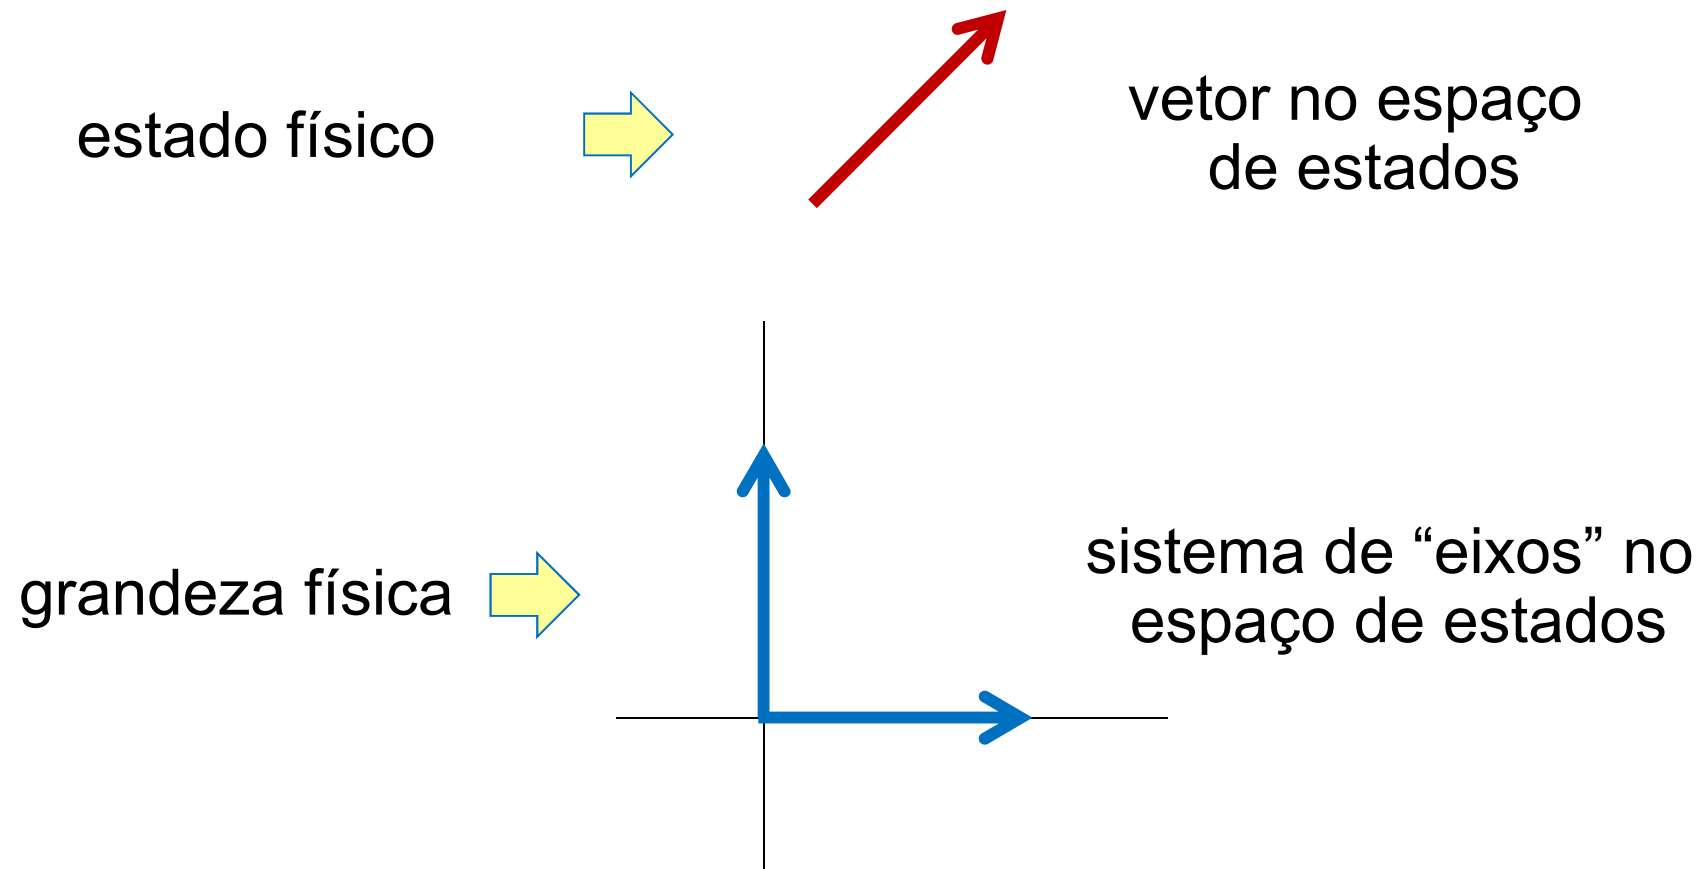 estado físico
vetor no espaço
de estados
grandeza física
sistema de “eixos” no
espaço de estados